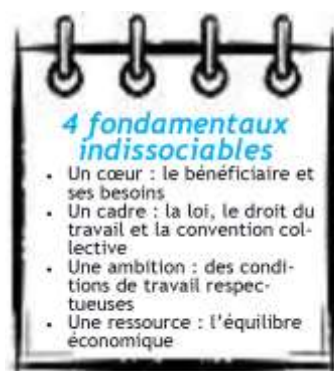 4 fondamentaux
indissociables
• Un cœur : le bénéficiaire et
ses besoins
• Un cadre : la loi, le droit du
travail et la convention col-
lective
• Une ambition : des condi-
tions de travail respec-
tueuses
• Une ressource : l'équilibre
économique